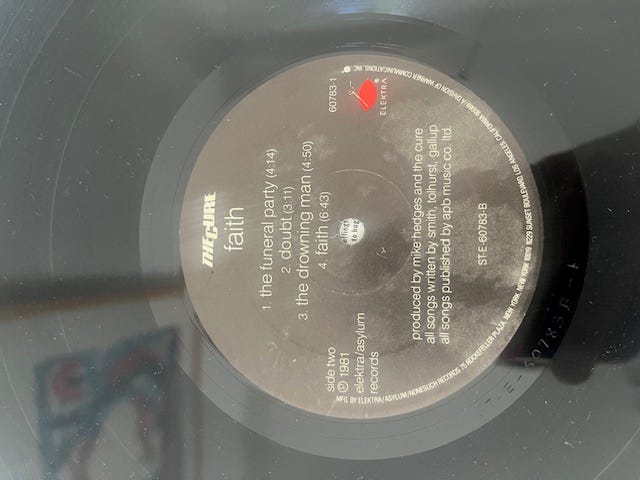 THE CURE
faith
1. the funeral party (4:14)
2. doubt (3:11)
3. the drowning man (4:50)
4. faith (6:43)
60783-1
ELEKTRA
side two
℗ 1981
elektra/asylum
records
produced by mike hedges and the cure
all songs written by smith, tolhurst, gallup
all songs published by apb music co. ltd.
ST-E-60783-B
MFG. BY ELEKTRA/ASYLUM/NONESUCH RECORDS 75 ROCKEFELLER PLAZA, NEW YORK, NEW YORK 10019 9229 SUNSET BOULEVARD, LOS ANGELES, CALIFORNIA 90069 A DIVISION OF WARNER COMMUNICATIONS, INC.